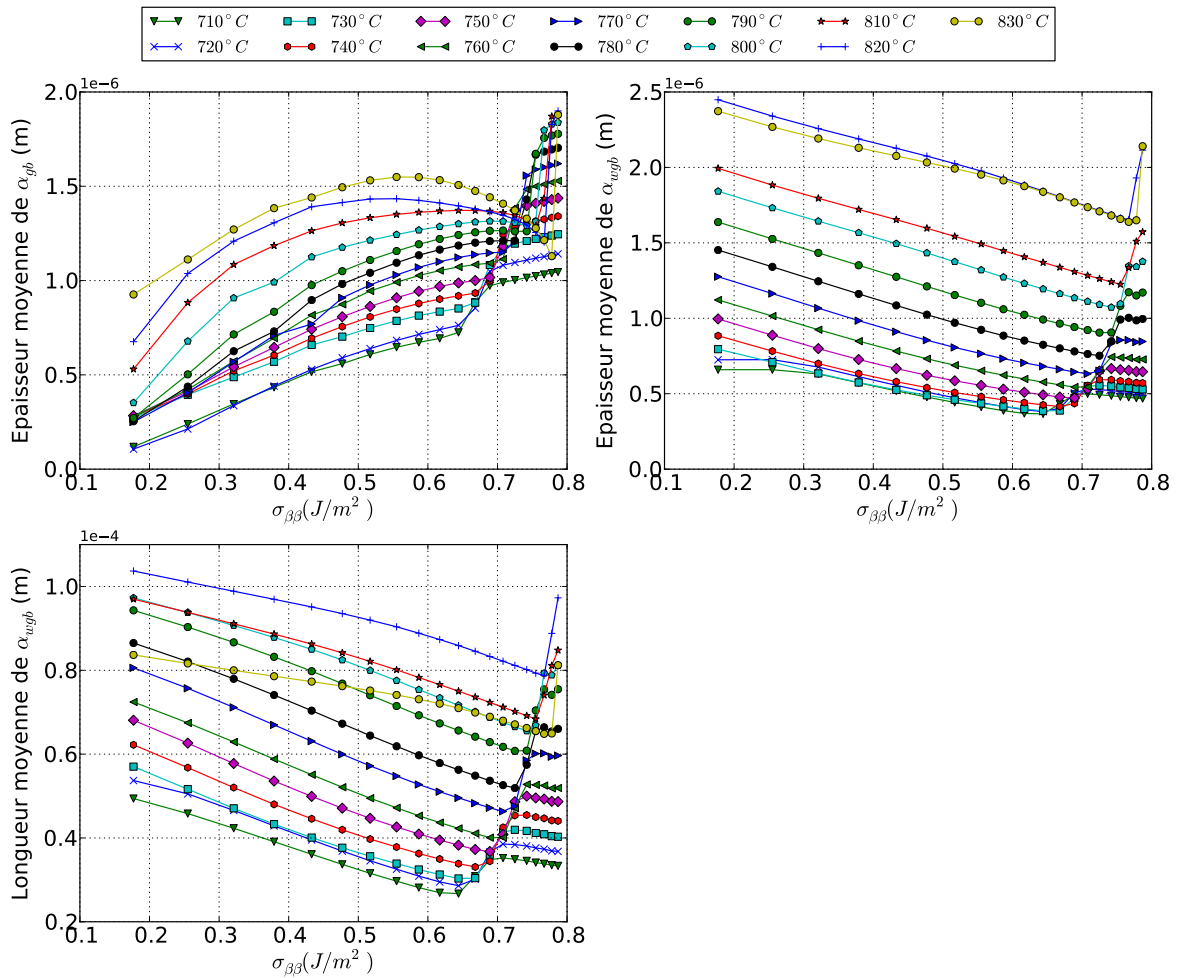 710°C 730°C 750°C 770°C 790°C 810°C 830°C
720°C 740°C 760°C 780°C 800°C 820°C
1e−6
2.0
1.5
1.0
0.5
0.0
Epaisseur moyenne de α_gb (m)
0.1 0.2 0.3 0.4 0.5 0.6 0.7 0.8
σ_ββ(J/m²)
1e−6
2.5
2.0
1.5
1.0
0.5
0.0
Epaisseur moyenne de α_wgb (m)
0.1 0.2 0.3 0.4 0.5 0.6 0.7 0.8
σ_ββ(J/m²)
1e−4
1.0
0.8
0.6
0.4
0.2
Longueur moyenne de α_wgb (m)
0.1 0.2 0.3 0.4 0.5 0.6 0.7 0.8
σ_ββ(J/m²)